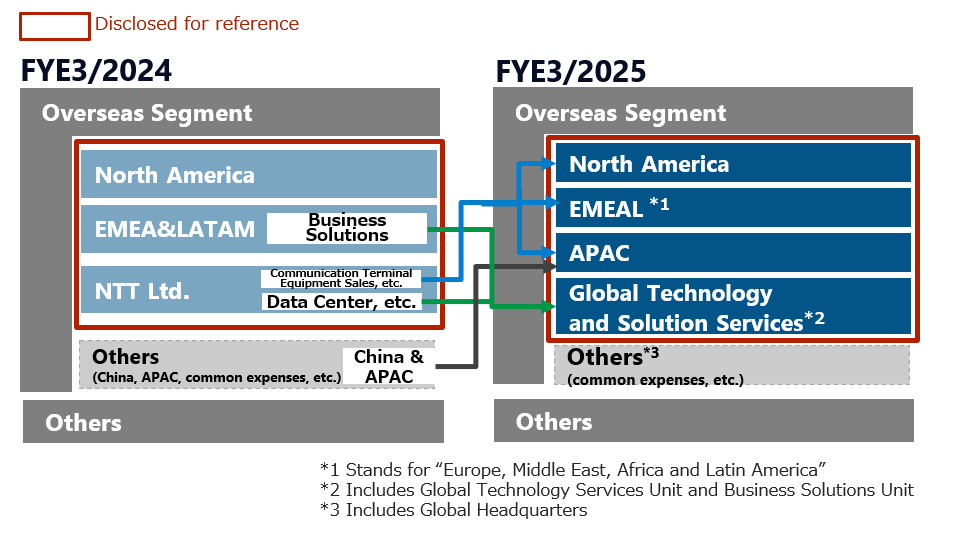 Disclosed for reference
FYE3/2024
Overseas Segment
North America
EMEA&LATAM
Business
Solutions
NTT Ltd.
Communication Terminal
Equipment Sales, etc.
Data Center, etc.
Others
(China, APAC, common expenses, etc.)
China &
APAC
Others
FYE3/2025
Overseas Segment
North America
EMEAL *1
APAC
Global Technology
and Solution Services*2
Others*3
(common expenses, etc.)
Others
*1 Stands for “Europe, Middle East, Africa and Latin America”
*2 Includes Global Technology Services Unit and Business Solutions Unit
*3 Includes Global Headquarters